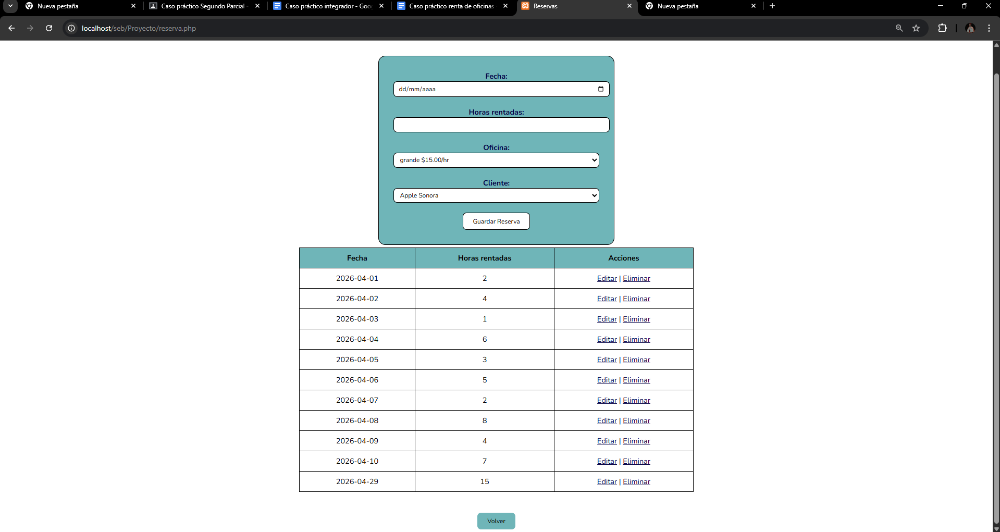 Nueva pestaña
Caso práctico Segundo Parcial -
Caso práctico integrador - Goo
Caso práctico renta de oficinas
Reservas
Nueva pestaña
localhost/seb/Proyecto/reserva.php
Fecha:
dd/mm/aaaa
Horas rentadas:
Oficina:
grande $15.00/hr
Cliente:
Apple Sonora
Guardar Reserva
Fecha Horas rentadas Acciones
2026-04-01 2 Editar | Eliminar
2026-04-02 4 Editar | Eliminar
2026-04-03 1 Editar | Eliminar
2026-04-04 6 Editar | Eliminar
2026-04-05 3 Editar | Eliminar
2026-04-06 5 Editar | Eliminar
2026-04-07 2 Editar | Eliminar
2026-04-08 8 Editar | Eliminar
2026-04-09 4 Editar | Eliminar
2026-04-10 7 Editar | Eliminar
2026-04-29 15 Editar | Eliminar
Volver